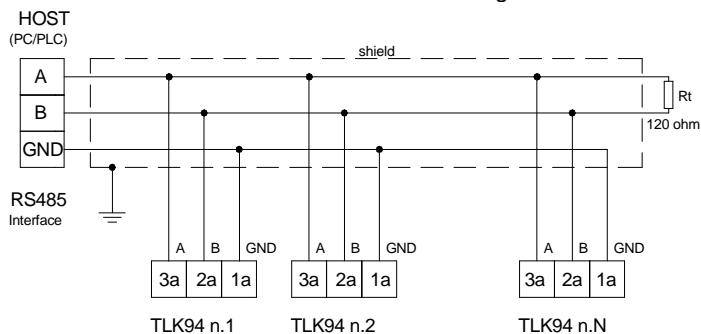 HOST
(PC/PLC)
shield
A
B
GND
Rt
120 ohm
RS485
Interface
A B GND
A B GND
A B GND
3a 2a 1a
3a 2a 1a
3a 2a 1a
TLK94 n.1
TLK94 n.2
TLK94 n.N